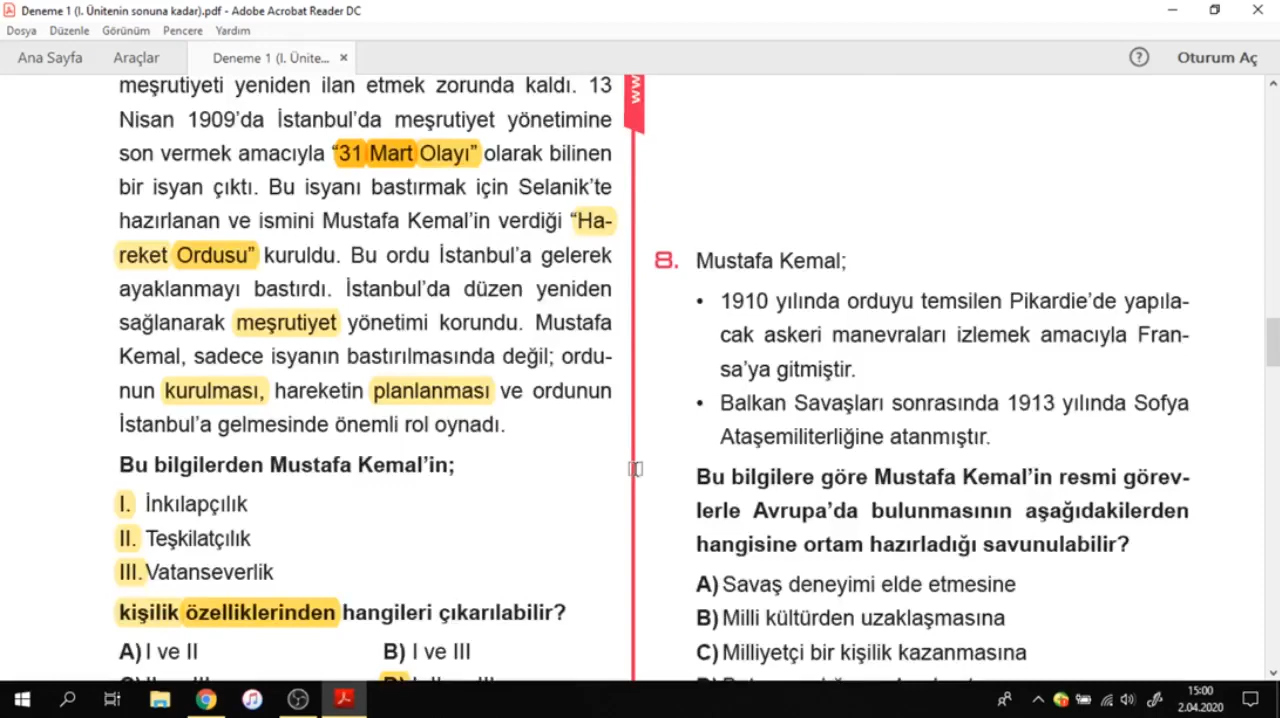 Deneme 1 (I. Ünitenin sonuna kadar).pdf - Adobe Acrobat Reader DC
Dosya Düzenle Görünüm Pencere Yardım
Ana Sayfa Araçlar Deneme 1 (I. Ünite... × ? Oturum Aç
meşrutiyeti yeniden ilan etmek zorunda kaldı. 13
Nisan 1909'da İstanbul'da meşrutiyet yönetimine
son vermek amacıyla “31 Mart Olayı” olarak bilinen
bir isyan çıktı. Bu isyanı bastırmak için Selanik'te
hazırlanan ve ismini Mustafa Kemal'in verdiği “Ha-
reket Ordusu” kuruldu. Bu ordu İstanbul'a gelerek
ayaklanmayı bastırdı. İstanbul'da düzen yeniden
sağlanarak meşrutiyet yönetimi korundu. Mustafa
Kemal, sadece isyanın bastırılmasında değil; ordu-
nun kurulması, hareketin planlanması ve ordunun
İstanbul'a gelmesinde önemli rol oynadı.
Bu bilgilerden Mustafa Kemal'in;
I. İnkılapçılık
II. Teşkilatçılık
III. Vatanseverlik
kişilik özelliklerinden hangileri çıkarılabilir?
A) I ve II B) I ve III
www
8. Mustafa Kemal;
• 1910 yılında orduyu temsilen Pikardie'de yapıla-
cak askeri manevraları izlemek amacıyla Fran-
sa'ya gitmiştir.
• Balkan Savaşları sonrasında 1913 yılında Sofya
Ataşemiliterliğine atanmıştır.
Bu bilgilere göre Mustafa Kemal'in resmi görev-
lerle Avrupa'da bulunmasının aşağıdakilerden
hangisine ortam hazırladığı savunulabilir?
A) Savaş deneyimi elde etmesine
B) Milli kültürden uzaklaşmasına
C) Milliyetçi bir kişilik kazanmasına
15:00
2.04.2020